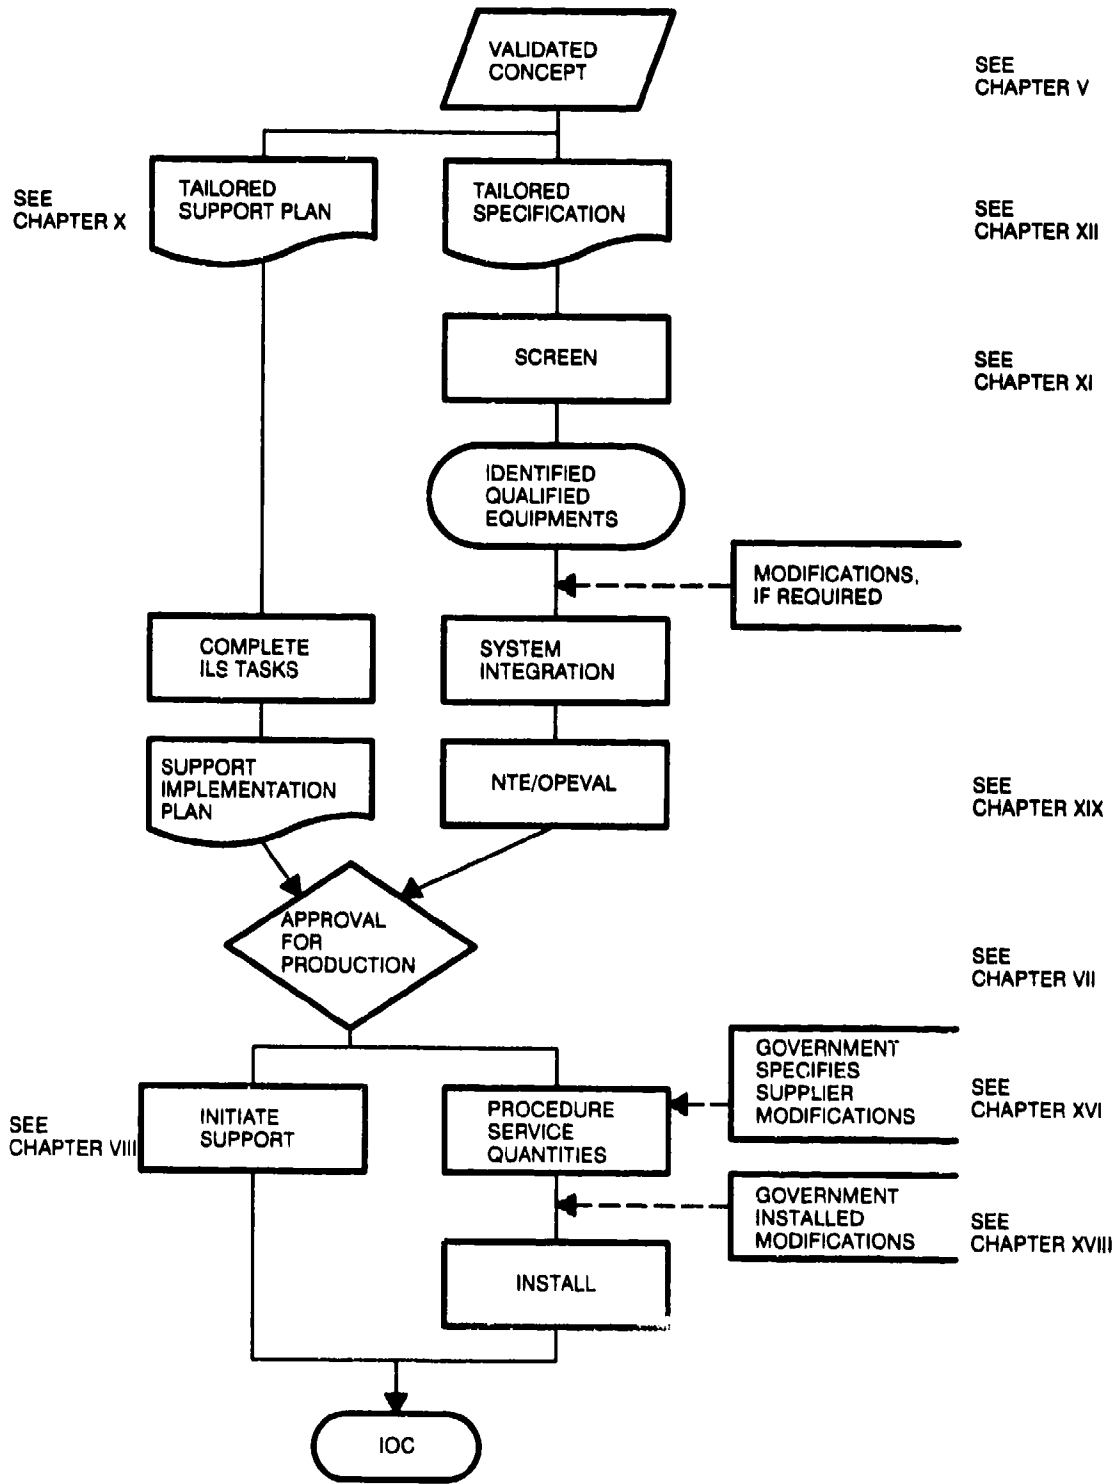 VALIDATED
CONCEPT
SEE
CHAPTER V
SEE
CHAPTER X
TAILORED
SUPPORT PLAN
TAILORED
SPECIFICATION
SEE
CHAPTER XII
SCREEN
SEE
CHAPTER XI
IDENTIFIED
QUALIFIED
EQUIPMENTS
MODIFICATIONS,
IF REQUIRED
COMPLETE
ILS TASKS
SYSTEM
INTEGRATION
SUPPORT
IMPLEMENTATION
PLAN
NTE/OPEVAL
SEE
CHAPTER XIX
APPROVAL
FOR
PRODUCTION
SEE
CHAPTER VII
SEE
CHAPTER VIII
INITIATE
SUPPORT
PROCEDURE
SERVICE
QUANTITIES
GOVERNMENT
SPECIFIES
SUPPLIER
MODIFICATIONS
SEE
CHAPTER XVI
GOVERNMENT
INSTALLED
MODIFICATIONS
SEE
CHAPTER XVIII
INSTALL
IOC